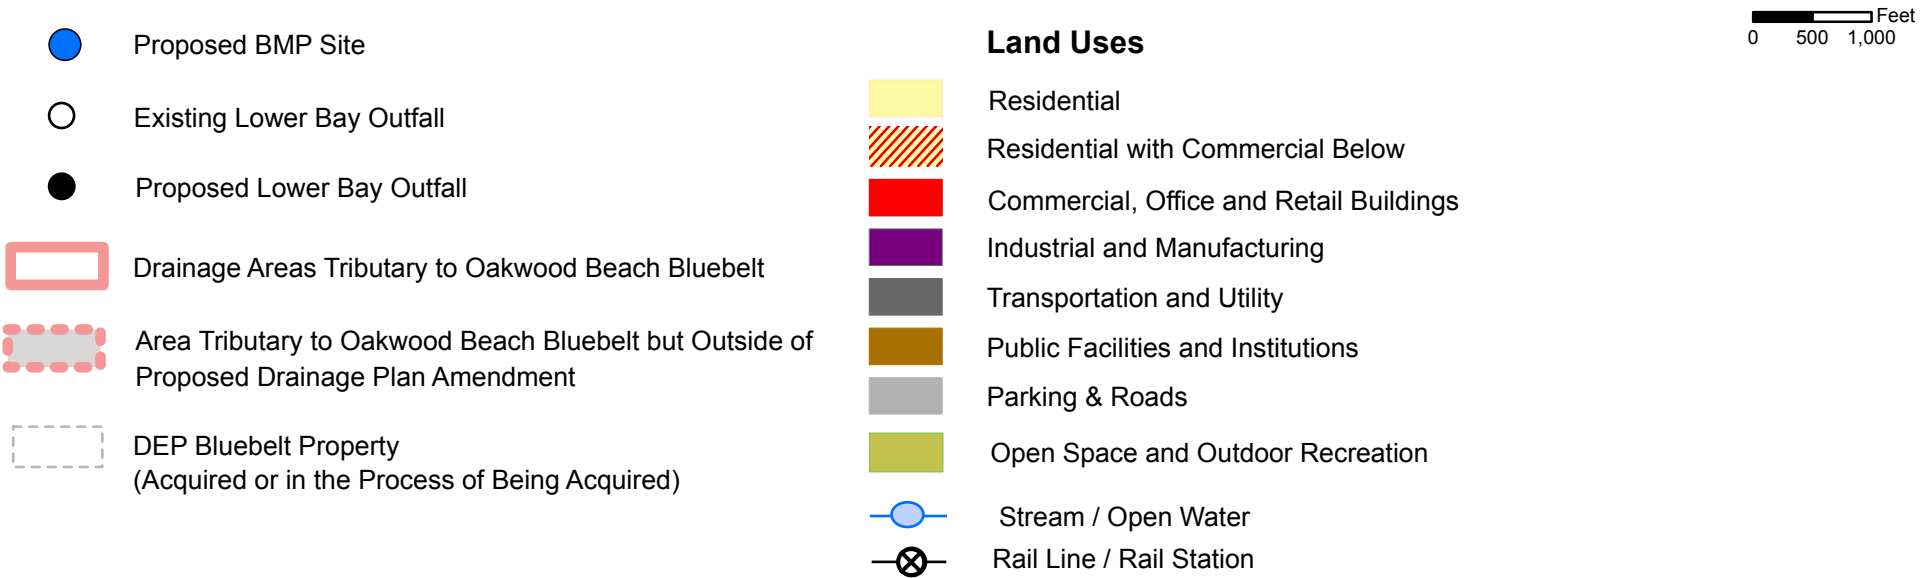 Proposed BMP Site
Existing Lower Bay Outfall
Proposed Lower Bay Outfall
Drainage Areas Tributary to Oakwood Beach Bluebelt
Area Tributary to Oakwood Beach Bluebelt but Outside of
Proposed Drainage Plan Amendment
DEP Bluebelt Property
(Acquired or in the Process of Being Acquired)
Land Uses
Residential
Residential with Commercial Below
Commercial, Office and Retail Buildings
Industrial and Manufacturing
Transportation and Utility
Public Facilities and Institutions
Parking & Roads
Open Space and Outdoor Recreation
Stream / Open Water
Rail Line / Rail Station
Feet
0 500 1,000